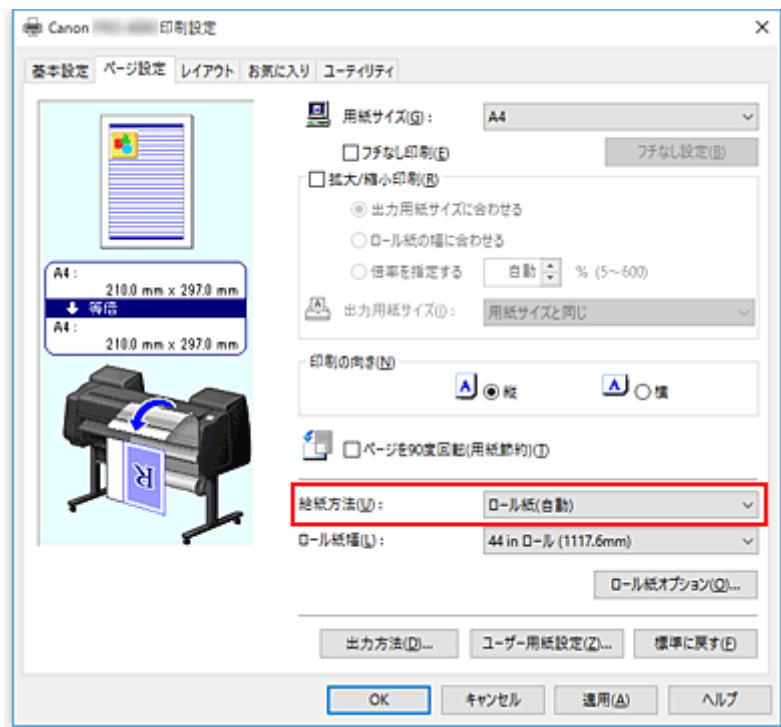 Canon 印刷設定
基本設定 ページ設定 レイアウト お気に入り ユーティリティ
用紙サイズ(G): A4
フチなし印刷(E) フチなし設定(B)
拡大/縮小印刷(R)
出力用紙サイズに合わせる
ロール紙の幅に合わせる
倍率を指定する 自動 % (5～600)
出力用紙サイズ(I): 用紙サイズと同じ
A4:
210.0 mm x 297.0 mm
等倍
A4:
210.0 mm x 297.0 mm
印刷の向き(N)
A 縦 A 横
ページを90度回転(用紙節約)(T)
R
給紙方法(U): ロール紙(自動)
ロール紙幅(L): 44 in ロール (1117.6mm)
ロール紙オプション(O)...
出力方法(D)... ユーザー用紙設定(Z)... 標準に戻す(F)
OK キャンセル 適用(A) ヘルプ